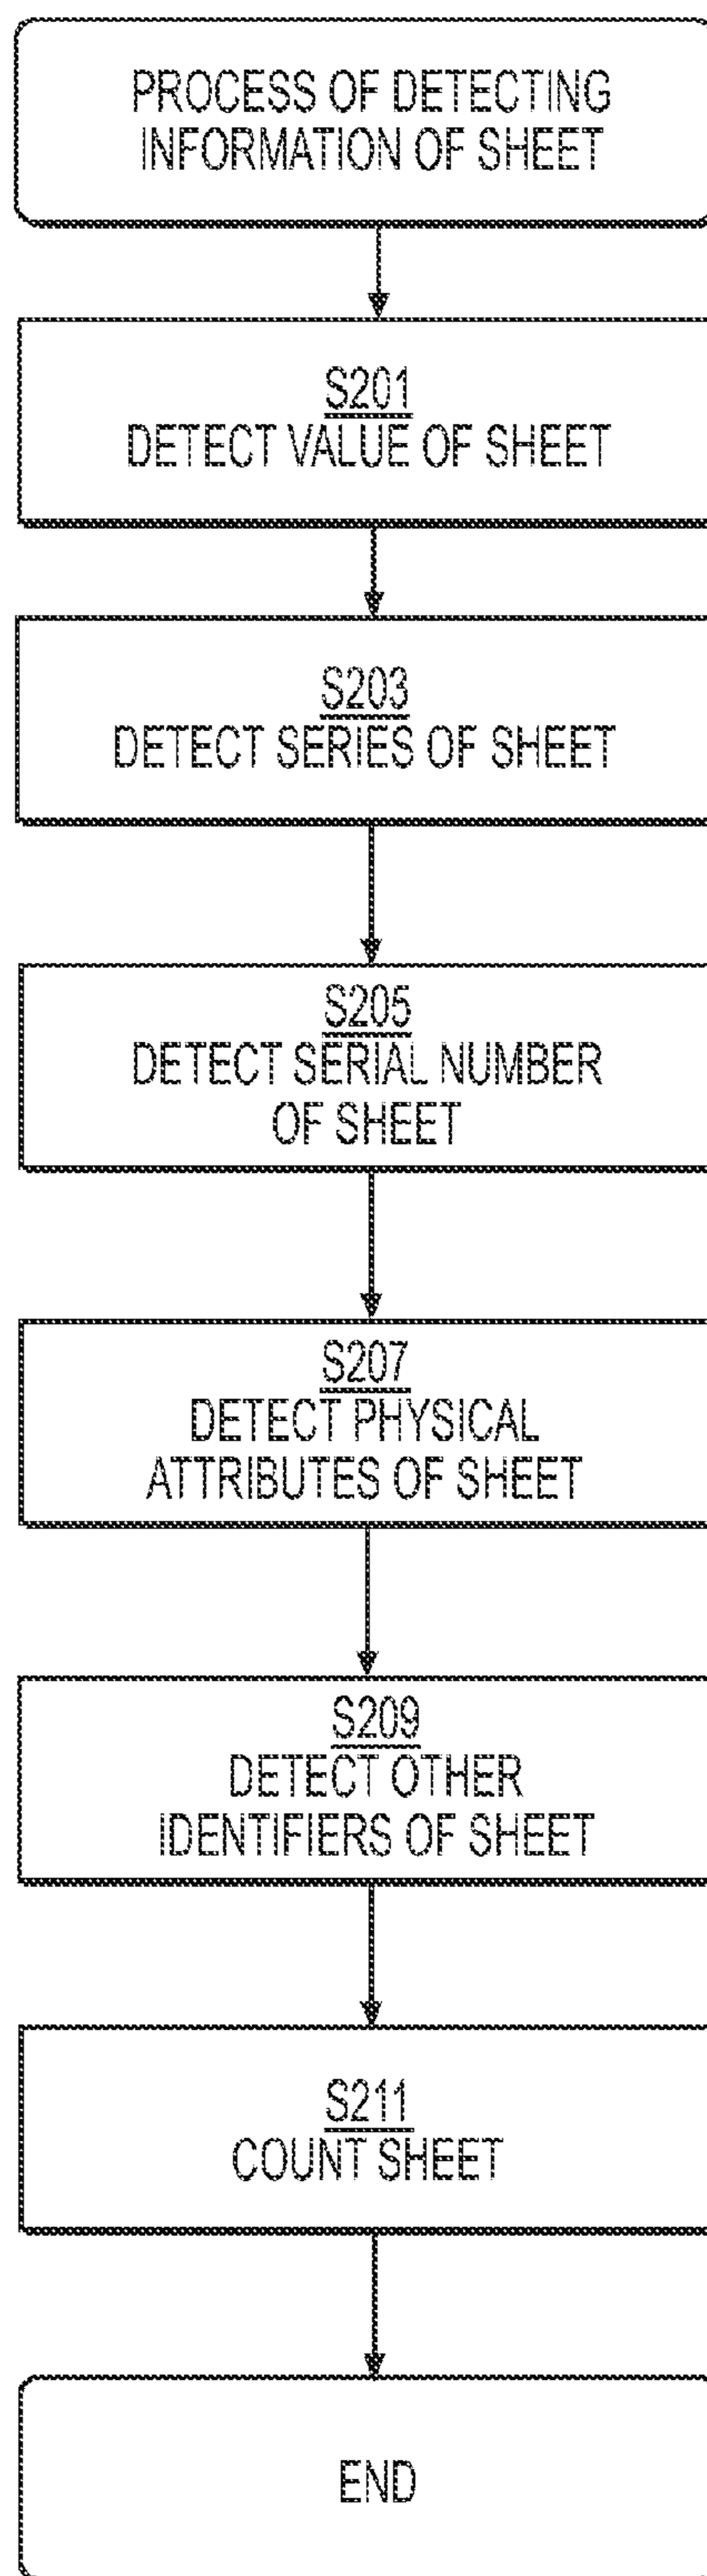 PROCESS OF DETECTING
INFORMATION OF SHEET
S201
DETECT VALUE OF SHEET
S203
DETECT SERIES OF SHEET
S205
DETECT SERIAL NUMBER
OF SHEET
S207
DETECT PHYSICAL
ATTRIBUTES OF SHEET
S209
DETECT OTHER
IDENTIFIERS OF SHEET
S211
COUNT SHEET
END